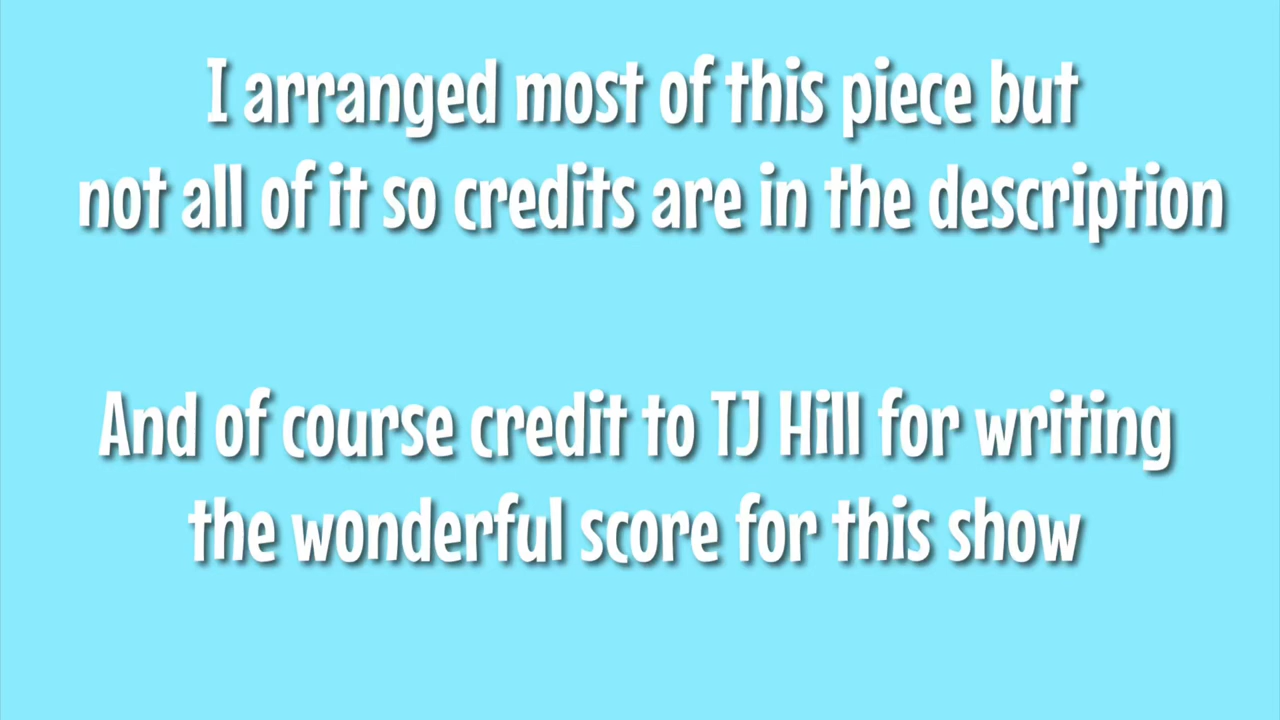 I arranged most of this piece but
not all of it so credits are in the description
And of course credit to TJ Hill for writing
the wonderful score for this show